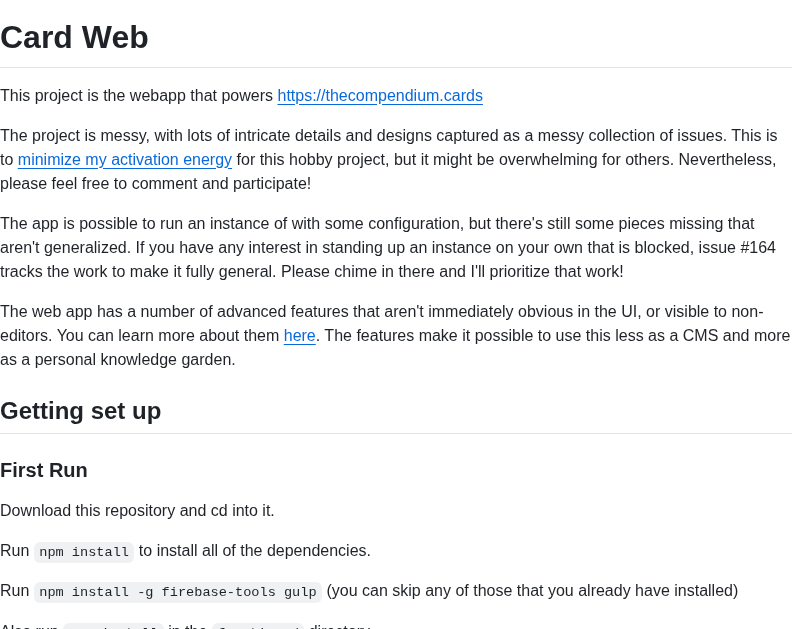 Card Web
This project is the webapp that powers https://thecompendium.cards
The project is messy, with lots of intricate details and designs captured as a messy collection of issues. This is
to minimize my activation energy for this hobby project, but it might be overwhelming for others. Nevertheless,
please feel free to comment and participate!
The app is possible to run an instance of with some configuration, but there's still some pieces missing that
aren't generalized. If you have any interest in standing up an instance on your own that is blocked, issue #164
tracks the work to make it fully general. Please chime in there and I'll prioritize that work!
The web app has a number of advanced features that aren't immediately obvious in the UI, or visible to non-
editors. You can learn more about them here. The features make it possible to use this less as a CMS and more
as a personal knowledge garden.
Getting set up
First Run
Download this repository and cd into it.
Run npm install to install all of the dependencies.
Run npm install -g firebase-tools gulp (you can skip any of those that you already have installed)
Also run in the directory